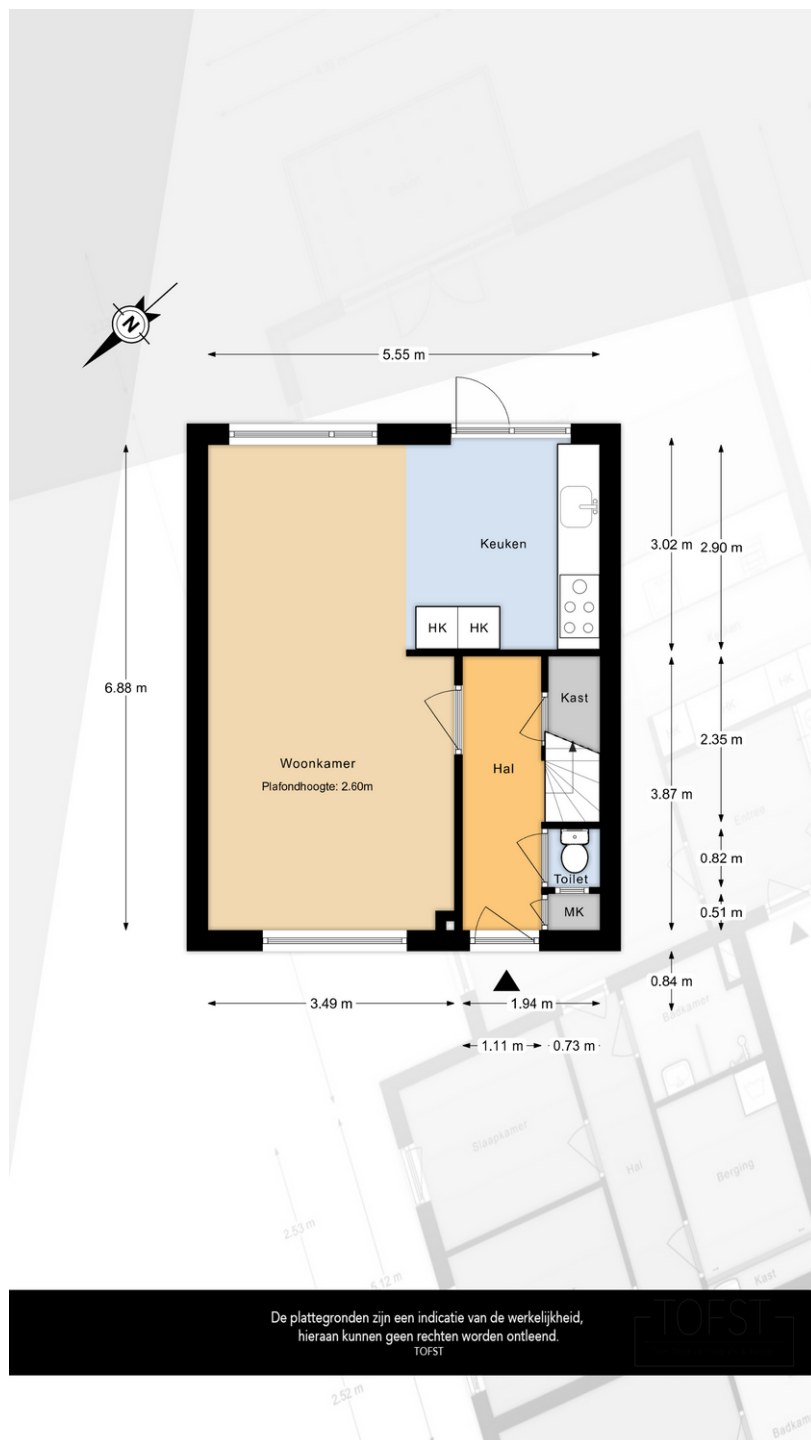 N
5.55 m
Keuken
3.02 m
2.90 m
HK
HK
6.88 m
Kast
2.35 m
Woonkamer
Plafondhoogte: 2.60m
Hal
3.87 m
0.82 m
Toilet
MK
0.51 m
0.84 m
3.49 m
1.94 m
1.11 m
0.73 m
Entree
Badkamer
Slaapkamer
Hal
Berging
2.53 m
5.12 m
Kast
De plattegronden zijn een indicatie van de werkelijkheid,
hieraan kunnen geen rechten worden ontleend.
TOFST
TOFST
2.52 m